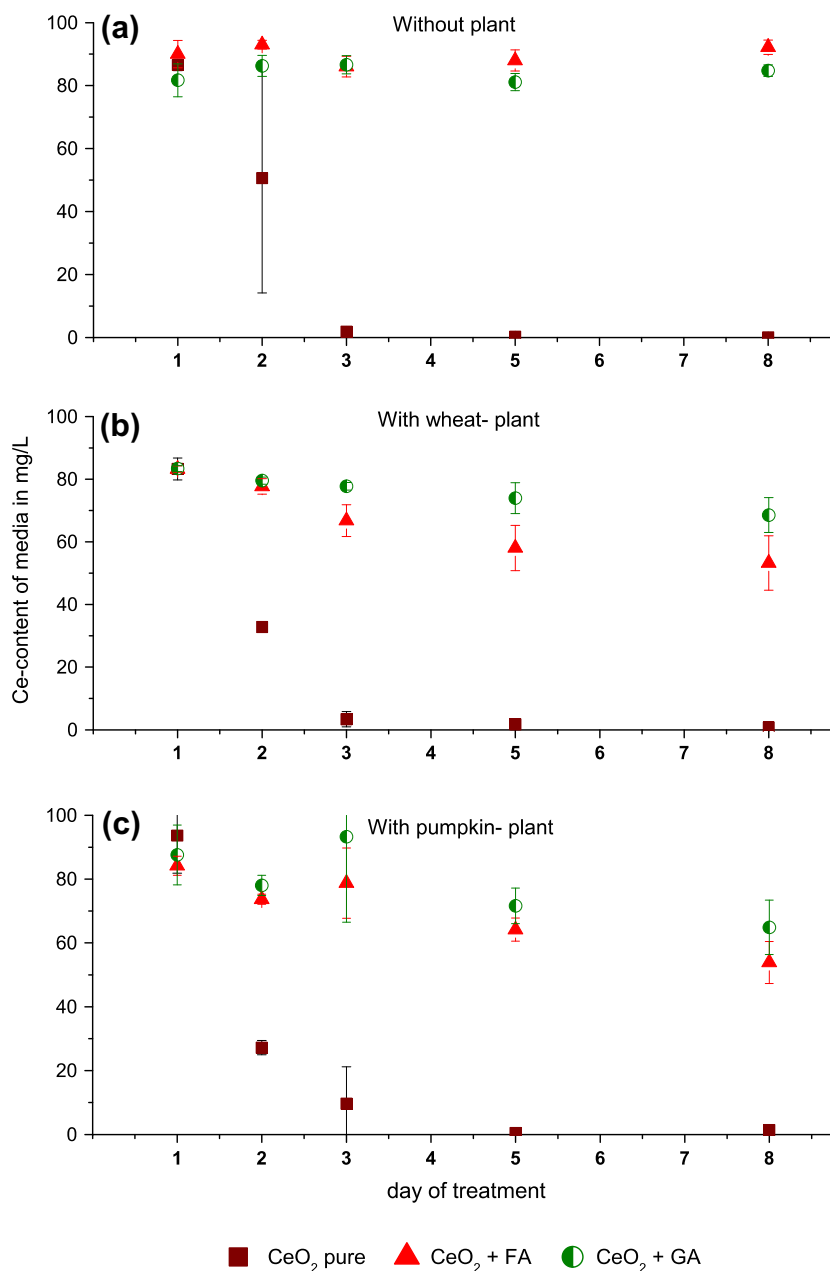 Ce-content of media in mg/L
(a)
Without plant
100
80
60
40
20
0
1 2 3 4 5 6 7 8
(b)
With wheat- plant
100
80
60
40
20
0
1 2 3 4 5 6 7 8
(c)
With pumpkin- plant
100
80
60
40
20
0
1 2 3 4 5 6 7 8
day of treatment
CeO₂ pure CeO₂ + FA CeO₂ + GA